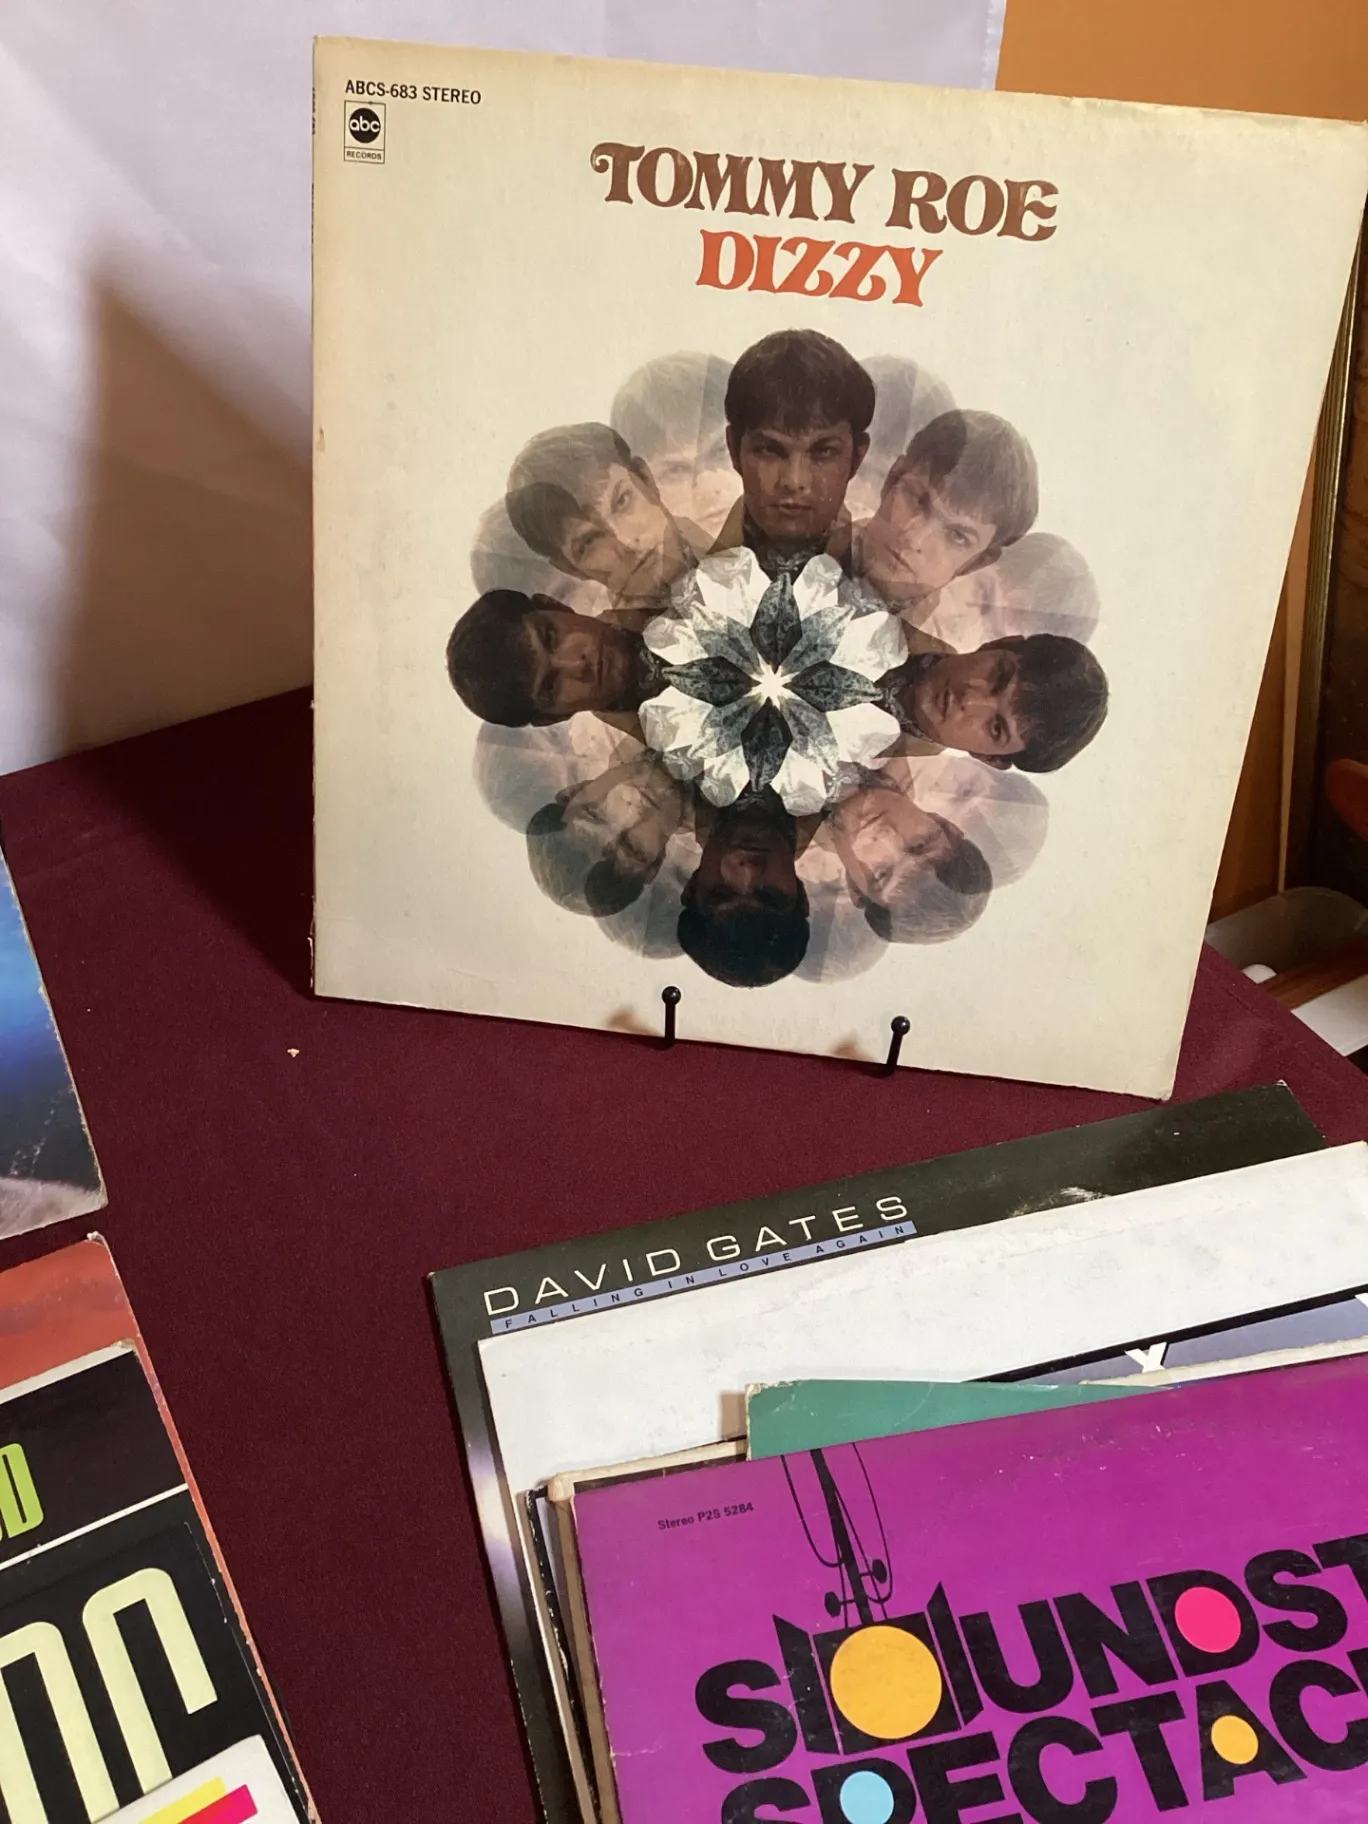 ABCS-683 STEREO
abc
RECORDS
TOMMY ROE
DIZZY
DAVID GATES
FALLING IN LOVE AGAIN
Stereo P2S 5284